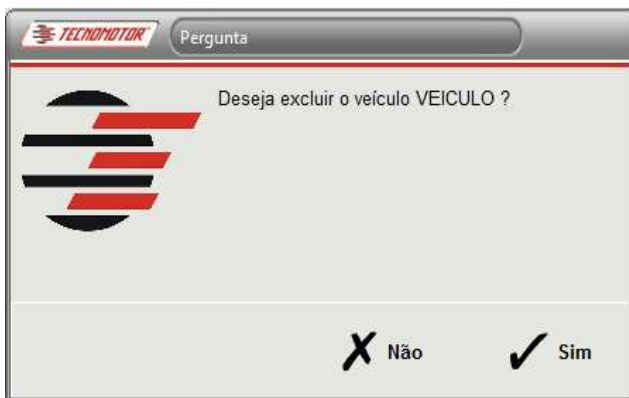 TECNOMOTOR
Pergunta
Deseja excluir o veículo VEICULO ?
Não
Sim